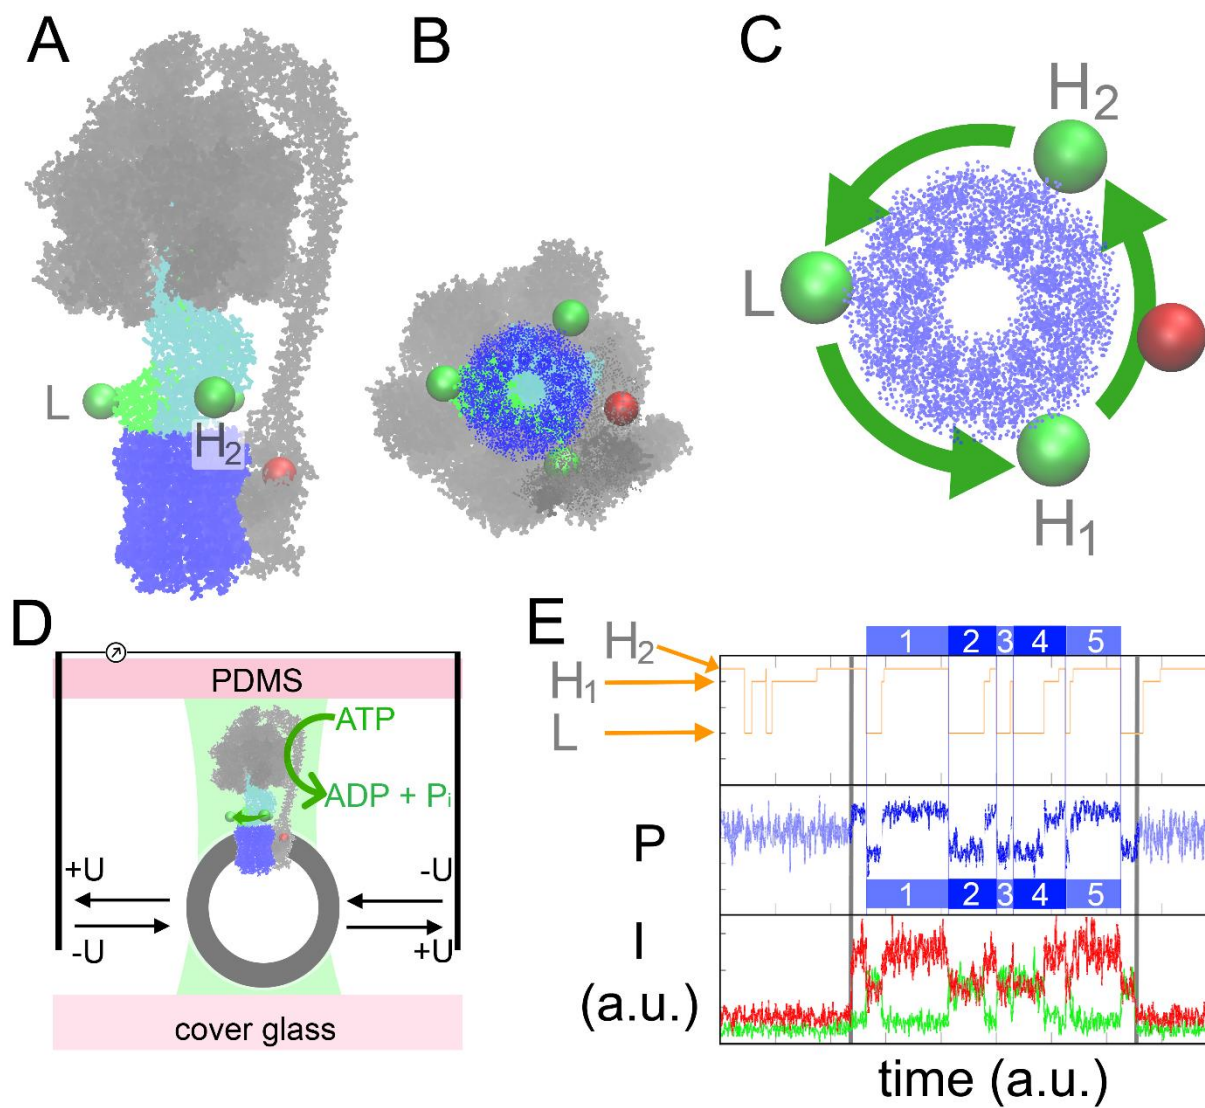 A
B
C
H₂
L
H₂
L
H₁
D
PDMS
ATP
ADP + Pᵢ
+U
-U
-U
+U
cover glass
E
1 2 3 4 5
H₂
H₁
L
P
1 2 3 4 5
I
(a.u.)
time (a.u.)